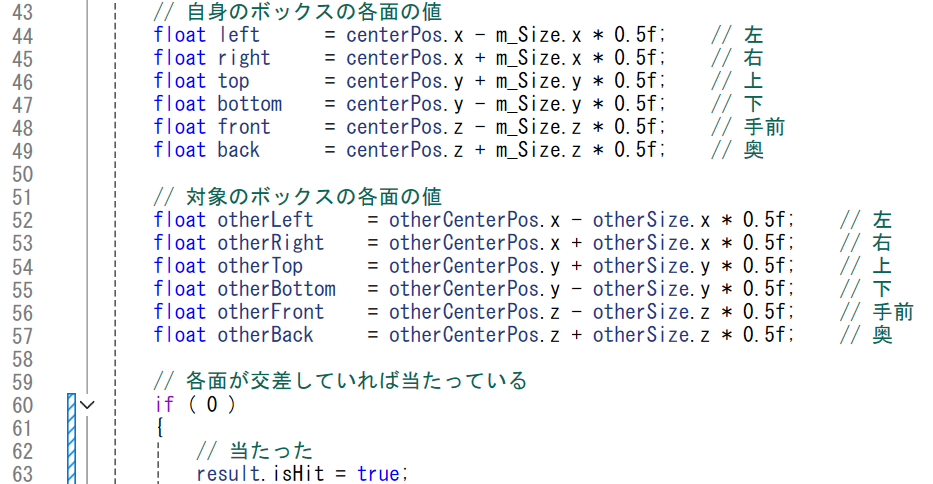 43 // 自身のボックスの各面の値
44 float left = centerPos.x - m_Size.x * 0.5f; // 左
45 float right = centerPos.x + m_Size.x * 0.5f; // 右
46 float top = centerPos.y + m_Size.y * 0.5f; // 上
47 float bottom = centerPos.y - m_Size.y * 0.5f; // 下
48 float front = centerPos.z - m_Size.z * 0.5f; // 手前
49 float back = centerPos.z + m_Size.z * 0.5f; // 奥
50
51 // 対象のボックスの各面の値
52 float otherLeft = otherCenterPos.x - otherSize.x * 0.5f; // 左
53 float otherRight = otherCenterPos.x + otherSize.x * 0.5f; // 右
54 float otherTop = otherCenterPos.y + otherSize.y * 0.5f; // 上
55 float otherBottom = otherCenterPos.y - otherSize.y * 0.5f; // 下
56 float otherFront = otherCenterPos.z - otherSize.z * 0.5f; // 手前
57 float otherBack = otherCenterPos.z + otherSize.z * 0.5f; // 奥
58
59 // 各面が交差していれば当たっている
60 if ( 0 )
61 {
62 // 当たった
63 result.isHit = true;